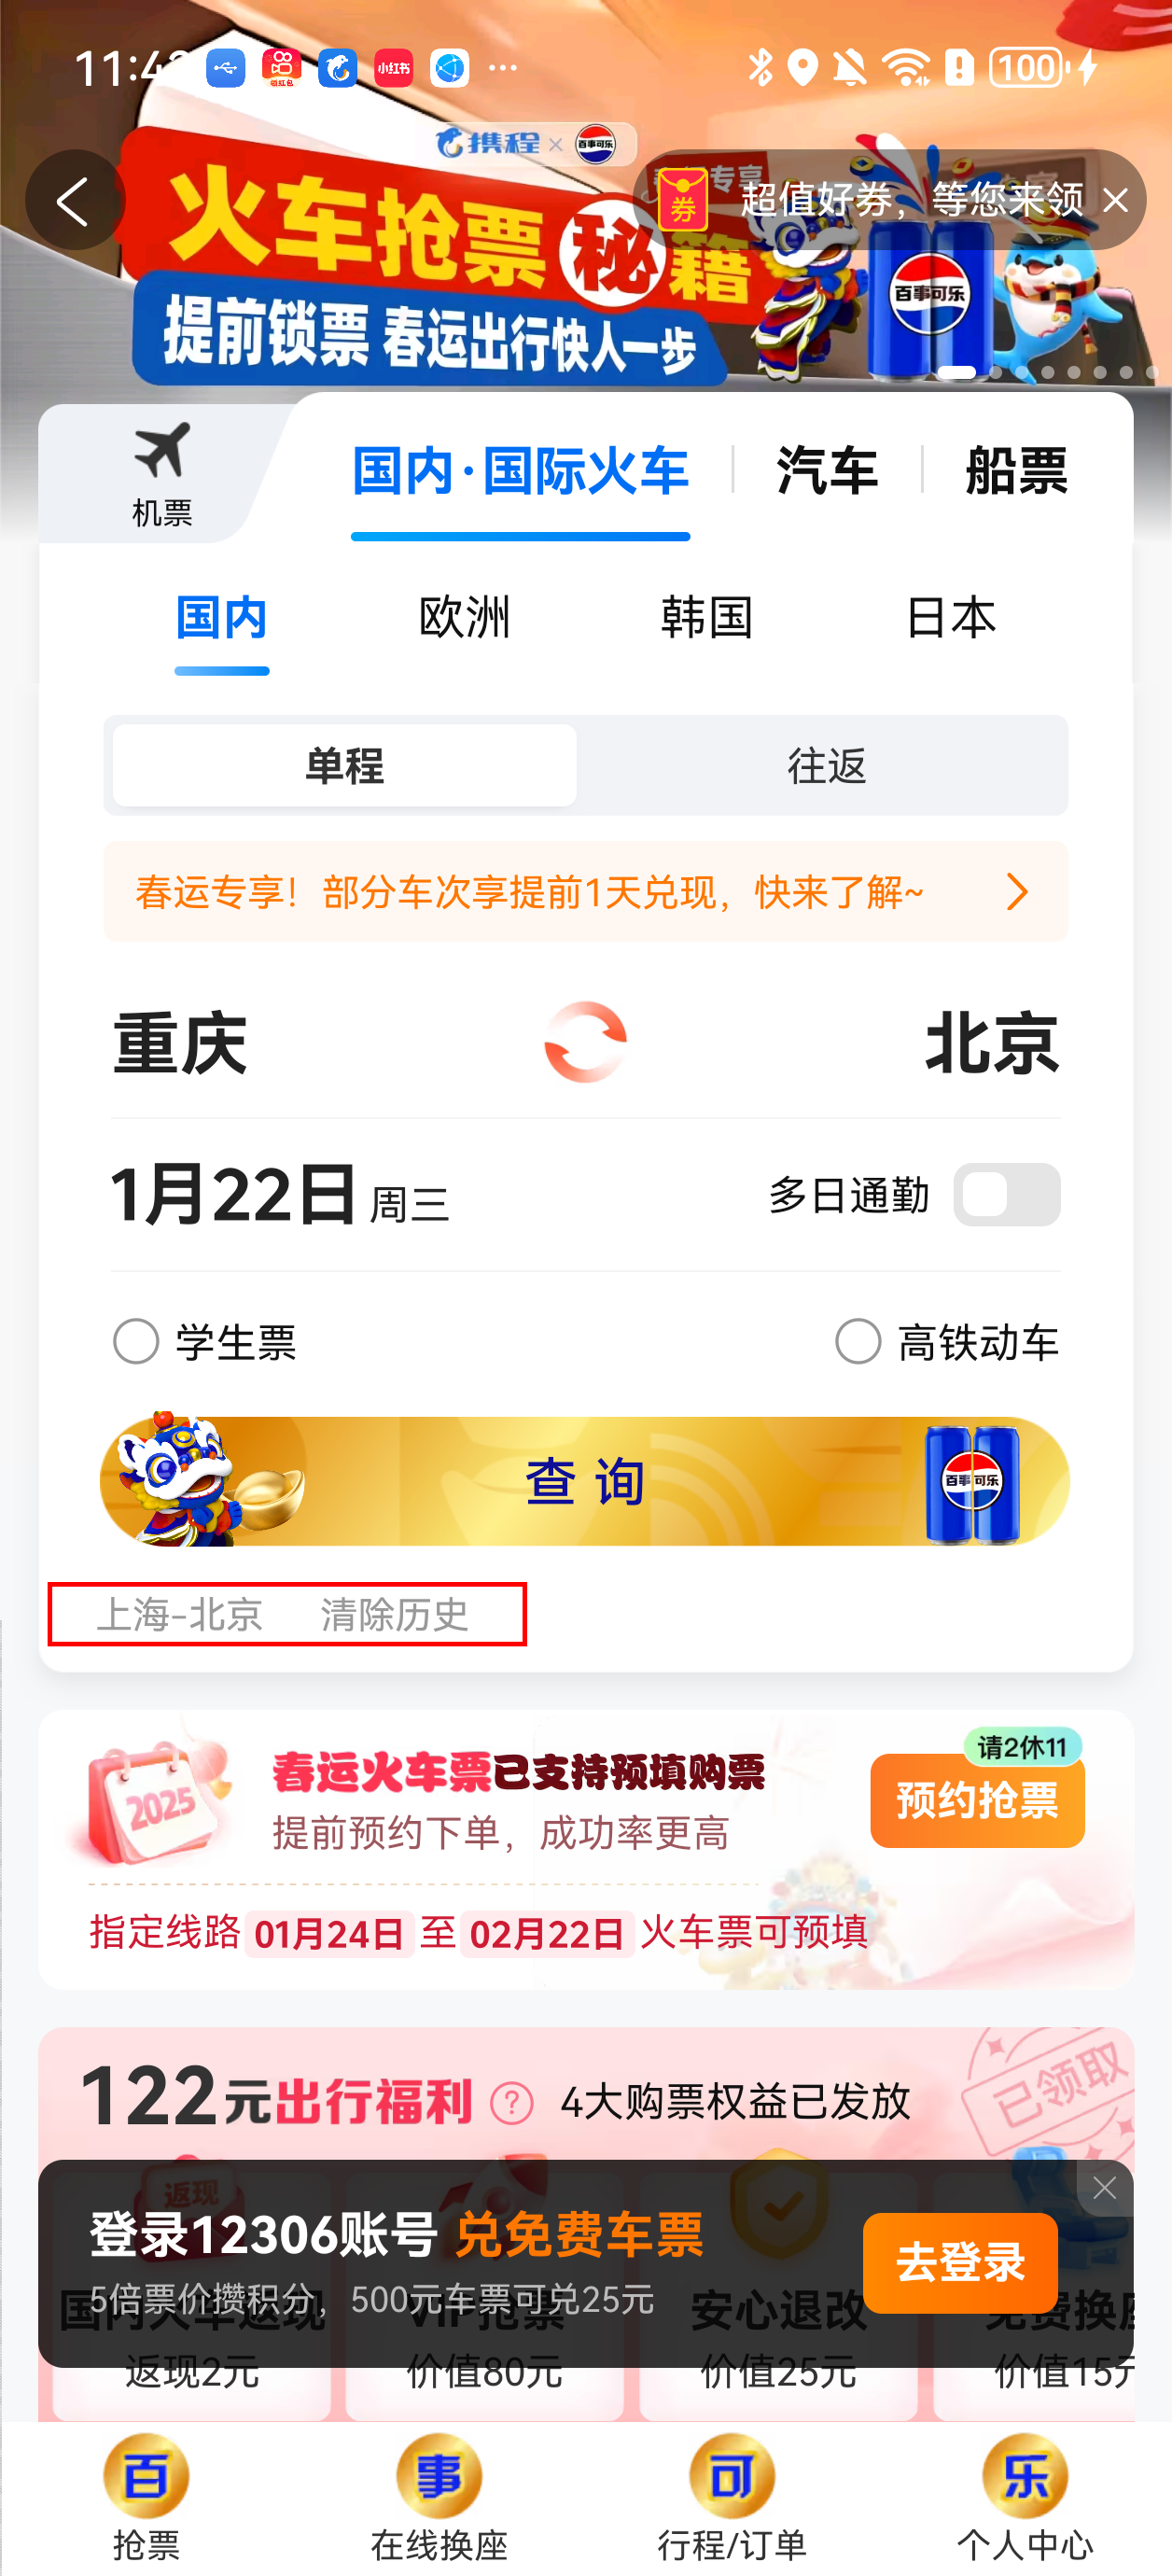 11:42
领红包
小红书
100
携程 × 百事可乐
火车抢票秘籍
券 超值好券，等您来领
提前锁票 春运出行快人一步
百事可乐
机票
国内·国际火车 汽车 船票
国内 欧洲 韩国 日本
单程 往返
春运专享！部分车次享提前1天兑现，快来了解~
重庆 北京
1月22日 周三 多日通勤
学生票 高铁动车
查询
百事可乐
上海-北京 清除历史
请2休11
2025
春运火车票已支持预填购票
提前预约下单，成功率更高
预约抢票
指定线路 01月24日 至 02月22日 火车票可预填
122元出行福利 ? 4大购票权益已发放
已领取
返现
登录12306账号 兑免费车票
5倍票价攒积分，500元车票可兑25元
去登录
国内火车返现 VIP抢票 安心退改 免费换座
返现2元 价值80元 价值25元 价值15元
百 事 可 乐
抢票 在线换座 行程/订单 个人中心